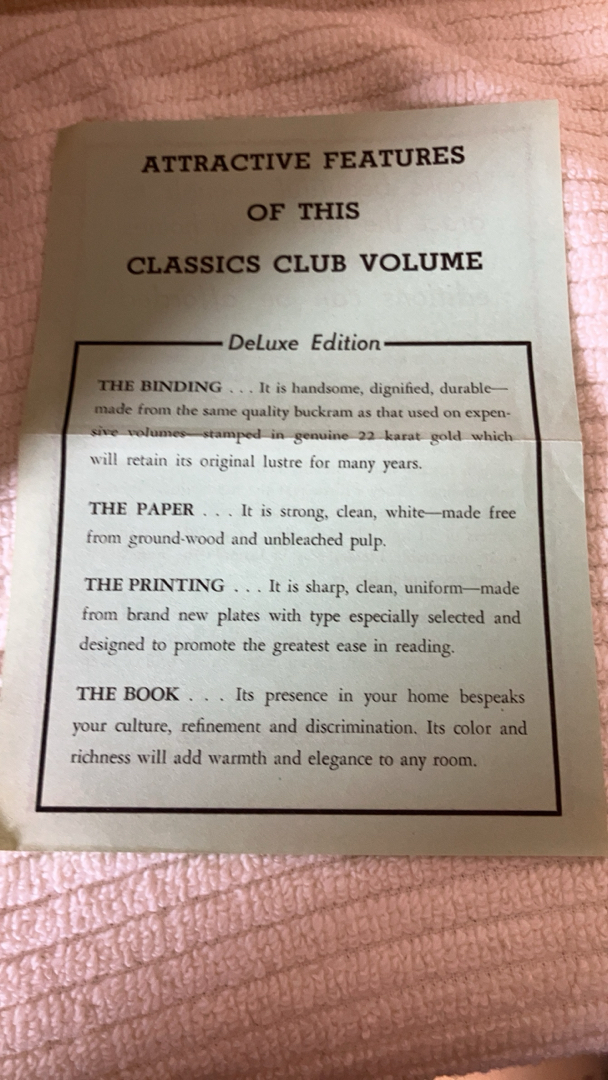 ATTRACTIVE FEATURES
OF THIS
CLASSICS CLUB VOLUME
DeLuxe Edition
THE BINDING . . . It is handsome, dignified, durable—
made from the same quality buckram as that used on expen-
sive volumes—stamped in genuine 22 karat gold which
will retain its original lustre for many years.
THE PAPER . . . It is strong, clean, white—made free
from ground-wood and unbleached pulp.
THE PRINTING . . . It is sharp, clean, uniform—made
from brand new plates with type especially selected and
designed to promote the greatest ease in reading.
THE BOOK . . . Its presence in your home bespeaks
your culture, refinement and discrimination. Its color and
richness will add warmth and elegance to any room.